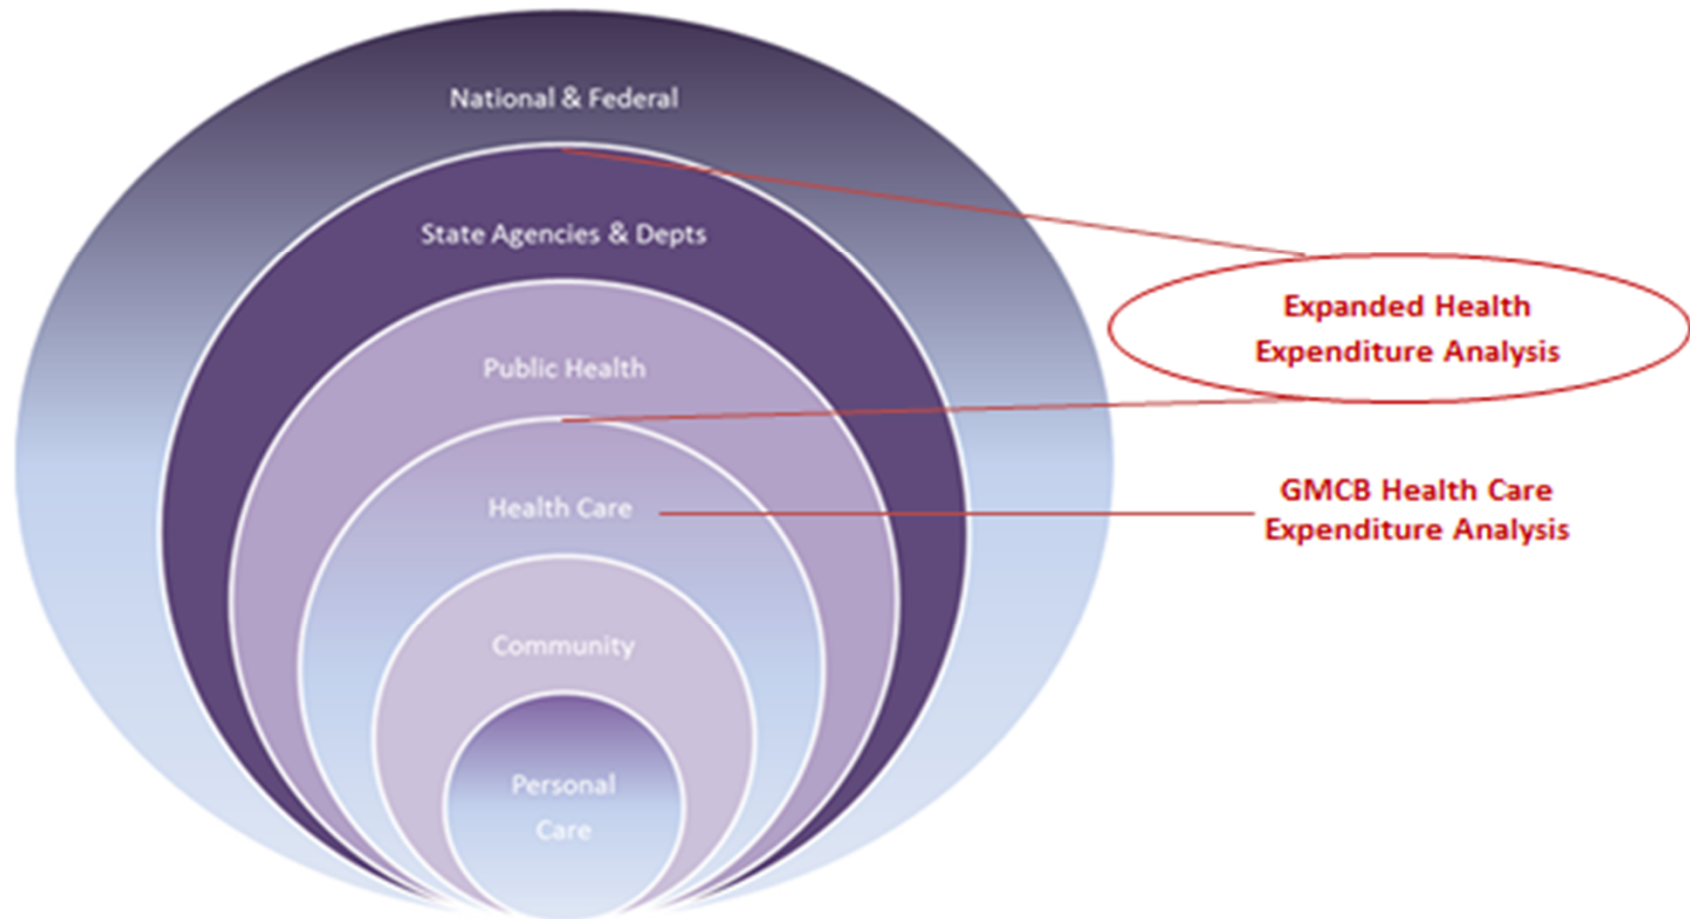 National & Federal
State Agencies & Depts
Public Health
Health Care
Community
Personal
Care
Expanded Health
Expenditure Analysis
GMCB Health Care
Expenditure Analysis